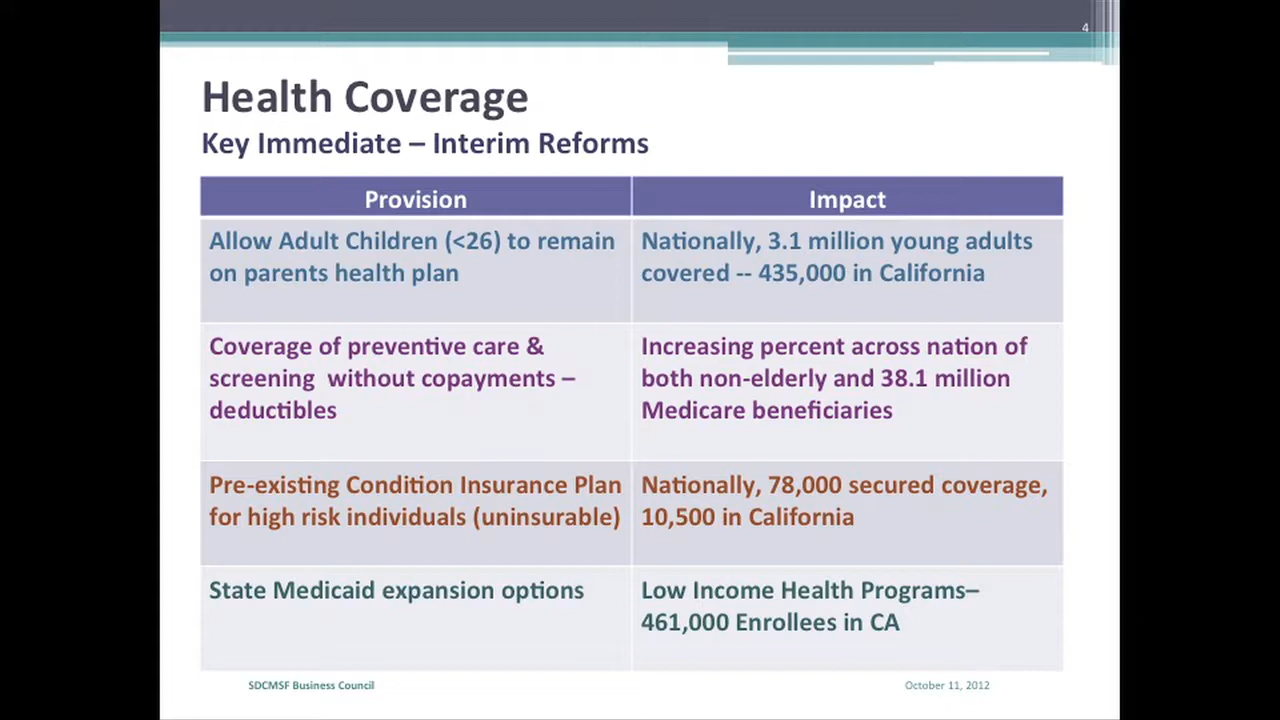 4
Health Coverage
Key Immediate – Interim Reforms
Provision
Impact
Allow Adult Children (<26) to remain
on parents health plan
Nationally, 3.1 million young adults
covered -- 435,000 in California
Coverage of preventive care &
screening  without copayments –
deductibles
Increasing percent across nation of
both non-elderly and 38.1 million
Medicare beneficiaries
Pre-existing Condition Insurance Plan
for high risk individuals (uninsurable)
Nationally, 78,000 secured coverage,
10,500 in California
State Medicaid expansion options
Low Income Health Programs–
461,000 Enrollees in CA
SDCMSF Business Council
October 11, 2012